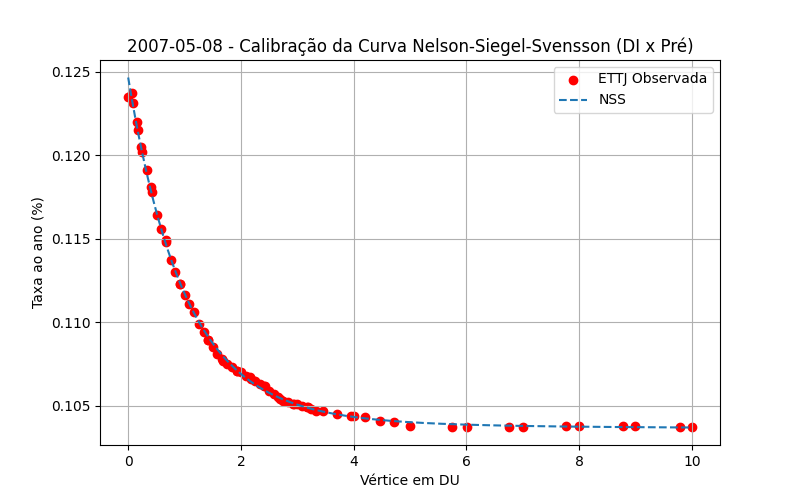 2007-05-08 - Calibração da Curva Nelson-Siegel-Svensson (DI x Pré)
ETTJ Observada
NSS
Taxa ao ano (%)
0.125
0.120
0.115
0.110
0.105
0 2 4 6 8 10
Vértice em DU